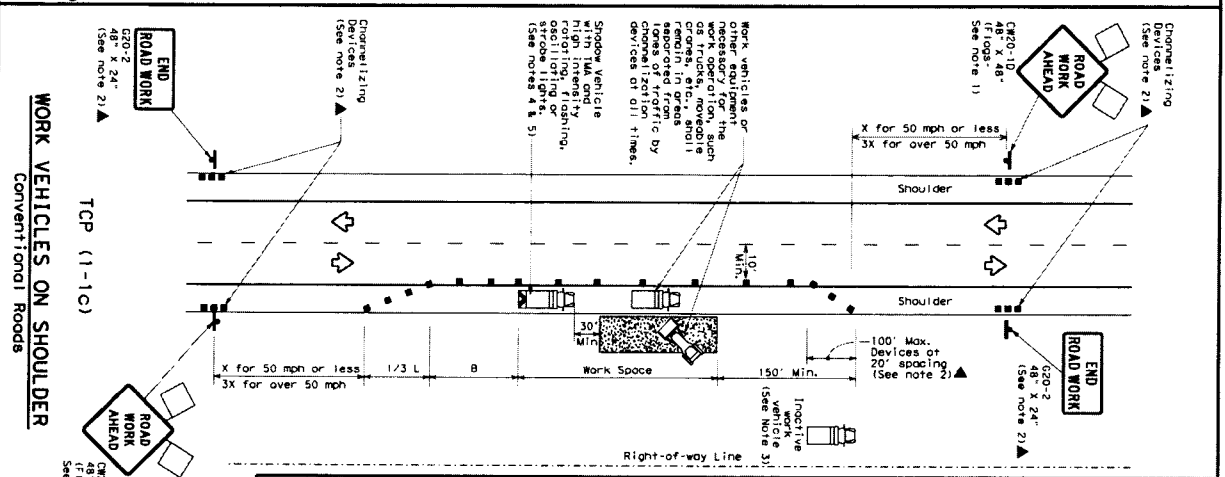 Channelizing
Devices
(See note 2)▲
END
ROAD WORK
G20-2
48" X 24"
(See note 2)▲
Shadow Vehicle
with TMA and
high intensity
rotating, flashing,
oscillating or
strobe lights.
(See notes 4 & 5)
Work vehicles or
other equipment
necessary for the
work operation, such
as trucks, moveable
cranes, etc., shall
remain in areas
separated from
lanes of traffic by
channelization
devices at all times.
ROAD
WORK
AHEAD
CW20-1D
48" X 48"
(Flags-
See note 1)
Channelizing
Devices
(See note 2)▲
X for 50 mph or less
3X for over 50 mph
Shoulder
10'
Min.
Shoulder
30'
Min
X for 50 mph or less
3X for over 50 mph
1/3 L
B
Work Space
150' Min.
100' Max.
Devices at
20' spacing
(See note 2)▲
Inactive
work
vehicle
(See Note 3)
END
ROAD WORK
G20-2
48" X 24"
(See note 2)▲
Right-of-way Line
ROAD
WORK
AHEAD
48"
(F
See
TCP (1-1c)
WORK VEHICLES ON SHOULDER
Conventional Roads